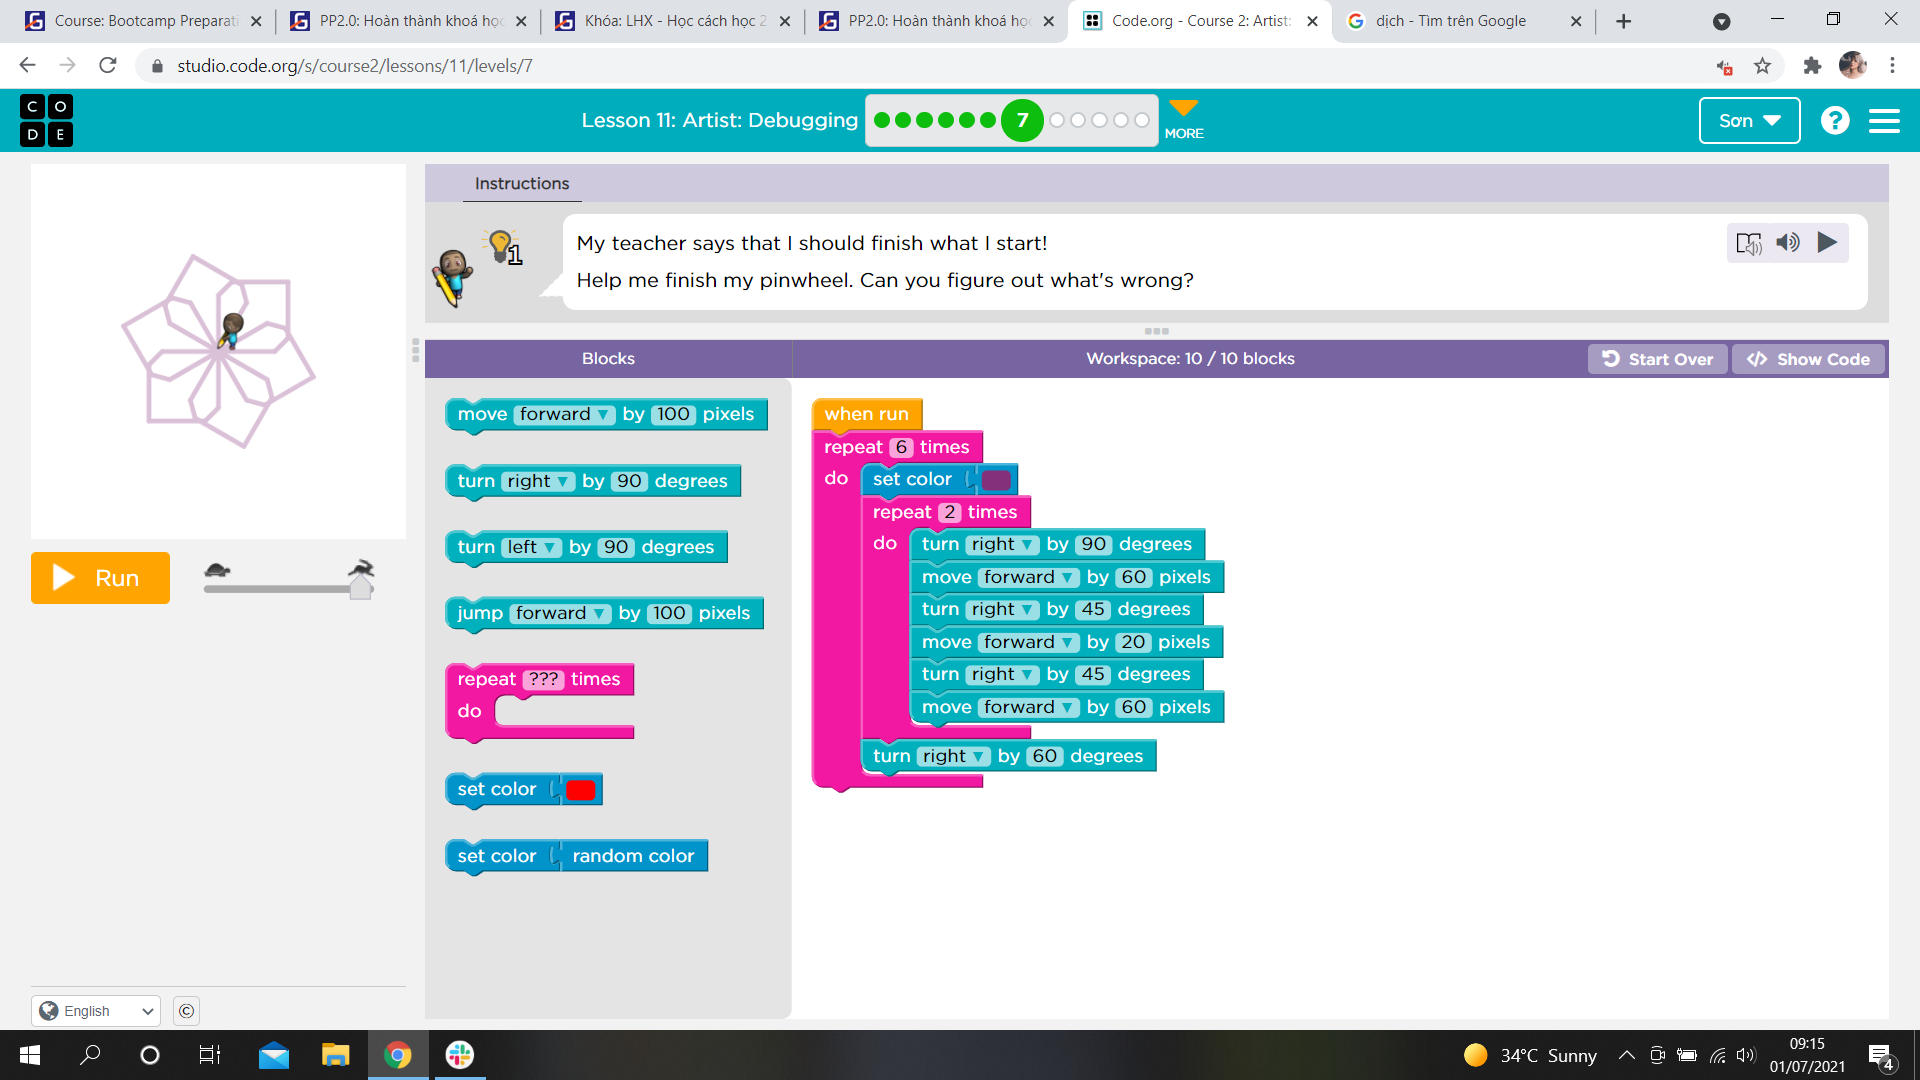 Course: Bootcamp Preparati
PP2.0: Hoàn thành khoá học
Khóa: LHX - Học cách học 2
PP2.0: Hoàn thành khoá họ
Code.org - Course 2: Artist:
dịch - Tìm trên Google
studio.code.org/s/course2/lessons/11/levels/7
C O
D E
Lesson 11: Artist: Debugging
7
MORE
Sơn
?
Instructions
1
My teacher says that I should finish what I start!
Help me finish my pinwheel. Can you figure out what's wrong?
Blocks
Workspace: 10 / 10 blocks
Start Over
Show Code
move forward by 100 pixels
turn right by 90 degrees
turn left by 90 degrees
jump forward by 100 pixels
repeat ??? times
do
set color
set color random color
when run
repeat 6 times
do set color
repeat 2 times
do turn right by 90 degrees
move forward by 60 pixels
turn right by 45 degrees
move forward by 20 pixels
turn right by 45 degrees
move forward by 60 pixels
turn right by 60 degrees
Run
English
©
34°C Sunny
09:15
01/07/2021
4